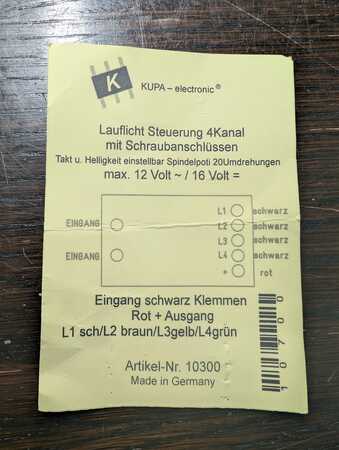 K
KUPA – electronic ®
Lauflicht Steuerung 4Kanal
mit Schraubanschlüssen
Takt u. Helligkeit einstellbar Spindelpoti 20Umdrehungen
max. 12 Volt ~ / 16 Volt =
L1 schwarz
EINGANG L2 schwarz
L3 schwarz
EINGANG L4 schwarz
+ rot
Eingang schwarz Klemmen
Rot + Ausgang
L1 sch/L2 braun/L3gelb/L4grün
Artikel-Nr. 10300
Made in Germany
10700